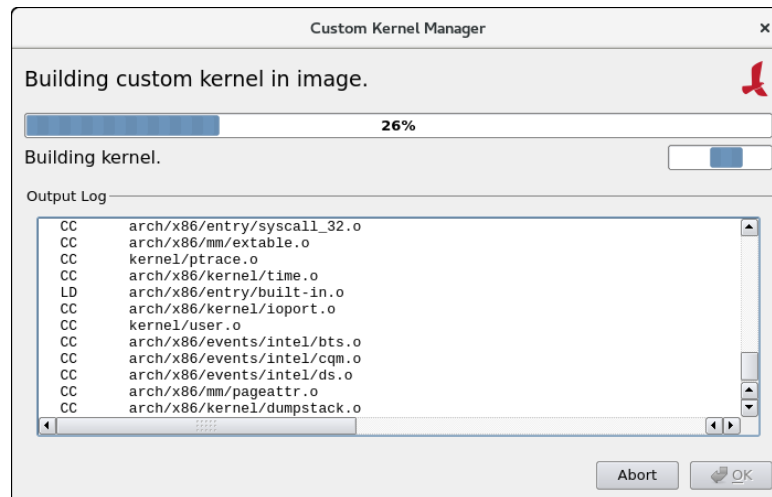 Custom Kernel Manager
Building custom kernel in image.
26%
Building kernel.
Output Log
CC arch/x86/entry/syscall_32.o
CC arch/x86/mm/extable.o
CC kernel/ptrace.o
CC arch/x86/kernel/time.o
LD arch/x86/entry/built-in.o
CC arch/x86/kernel/ioport.o
CC kernel/user.o
CC arch/x86/events/intel/bts.o
CC arch/x86/events/intel/cqm.o
CC arch/x86/events/intel/ds.o
CC arch/x86/mm/pageattr.o
CC arch/x86/kernel/dumpstack.o
Abort OK